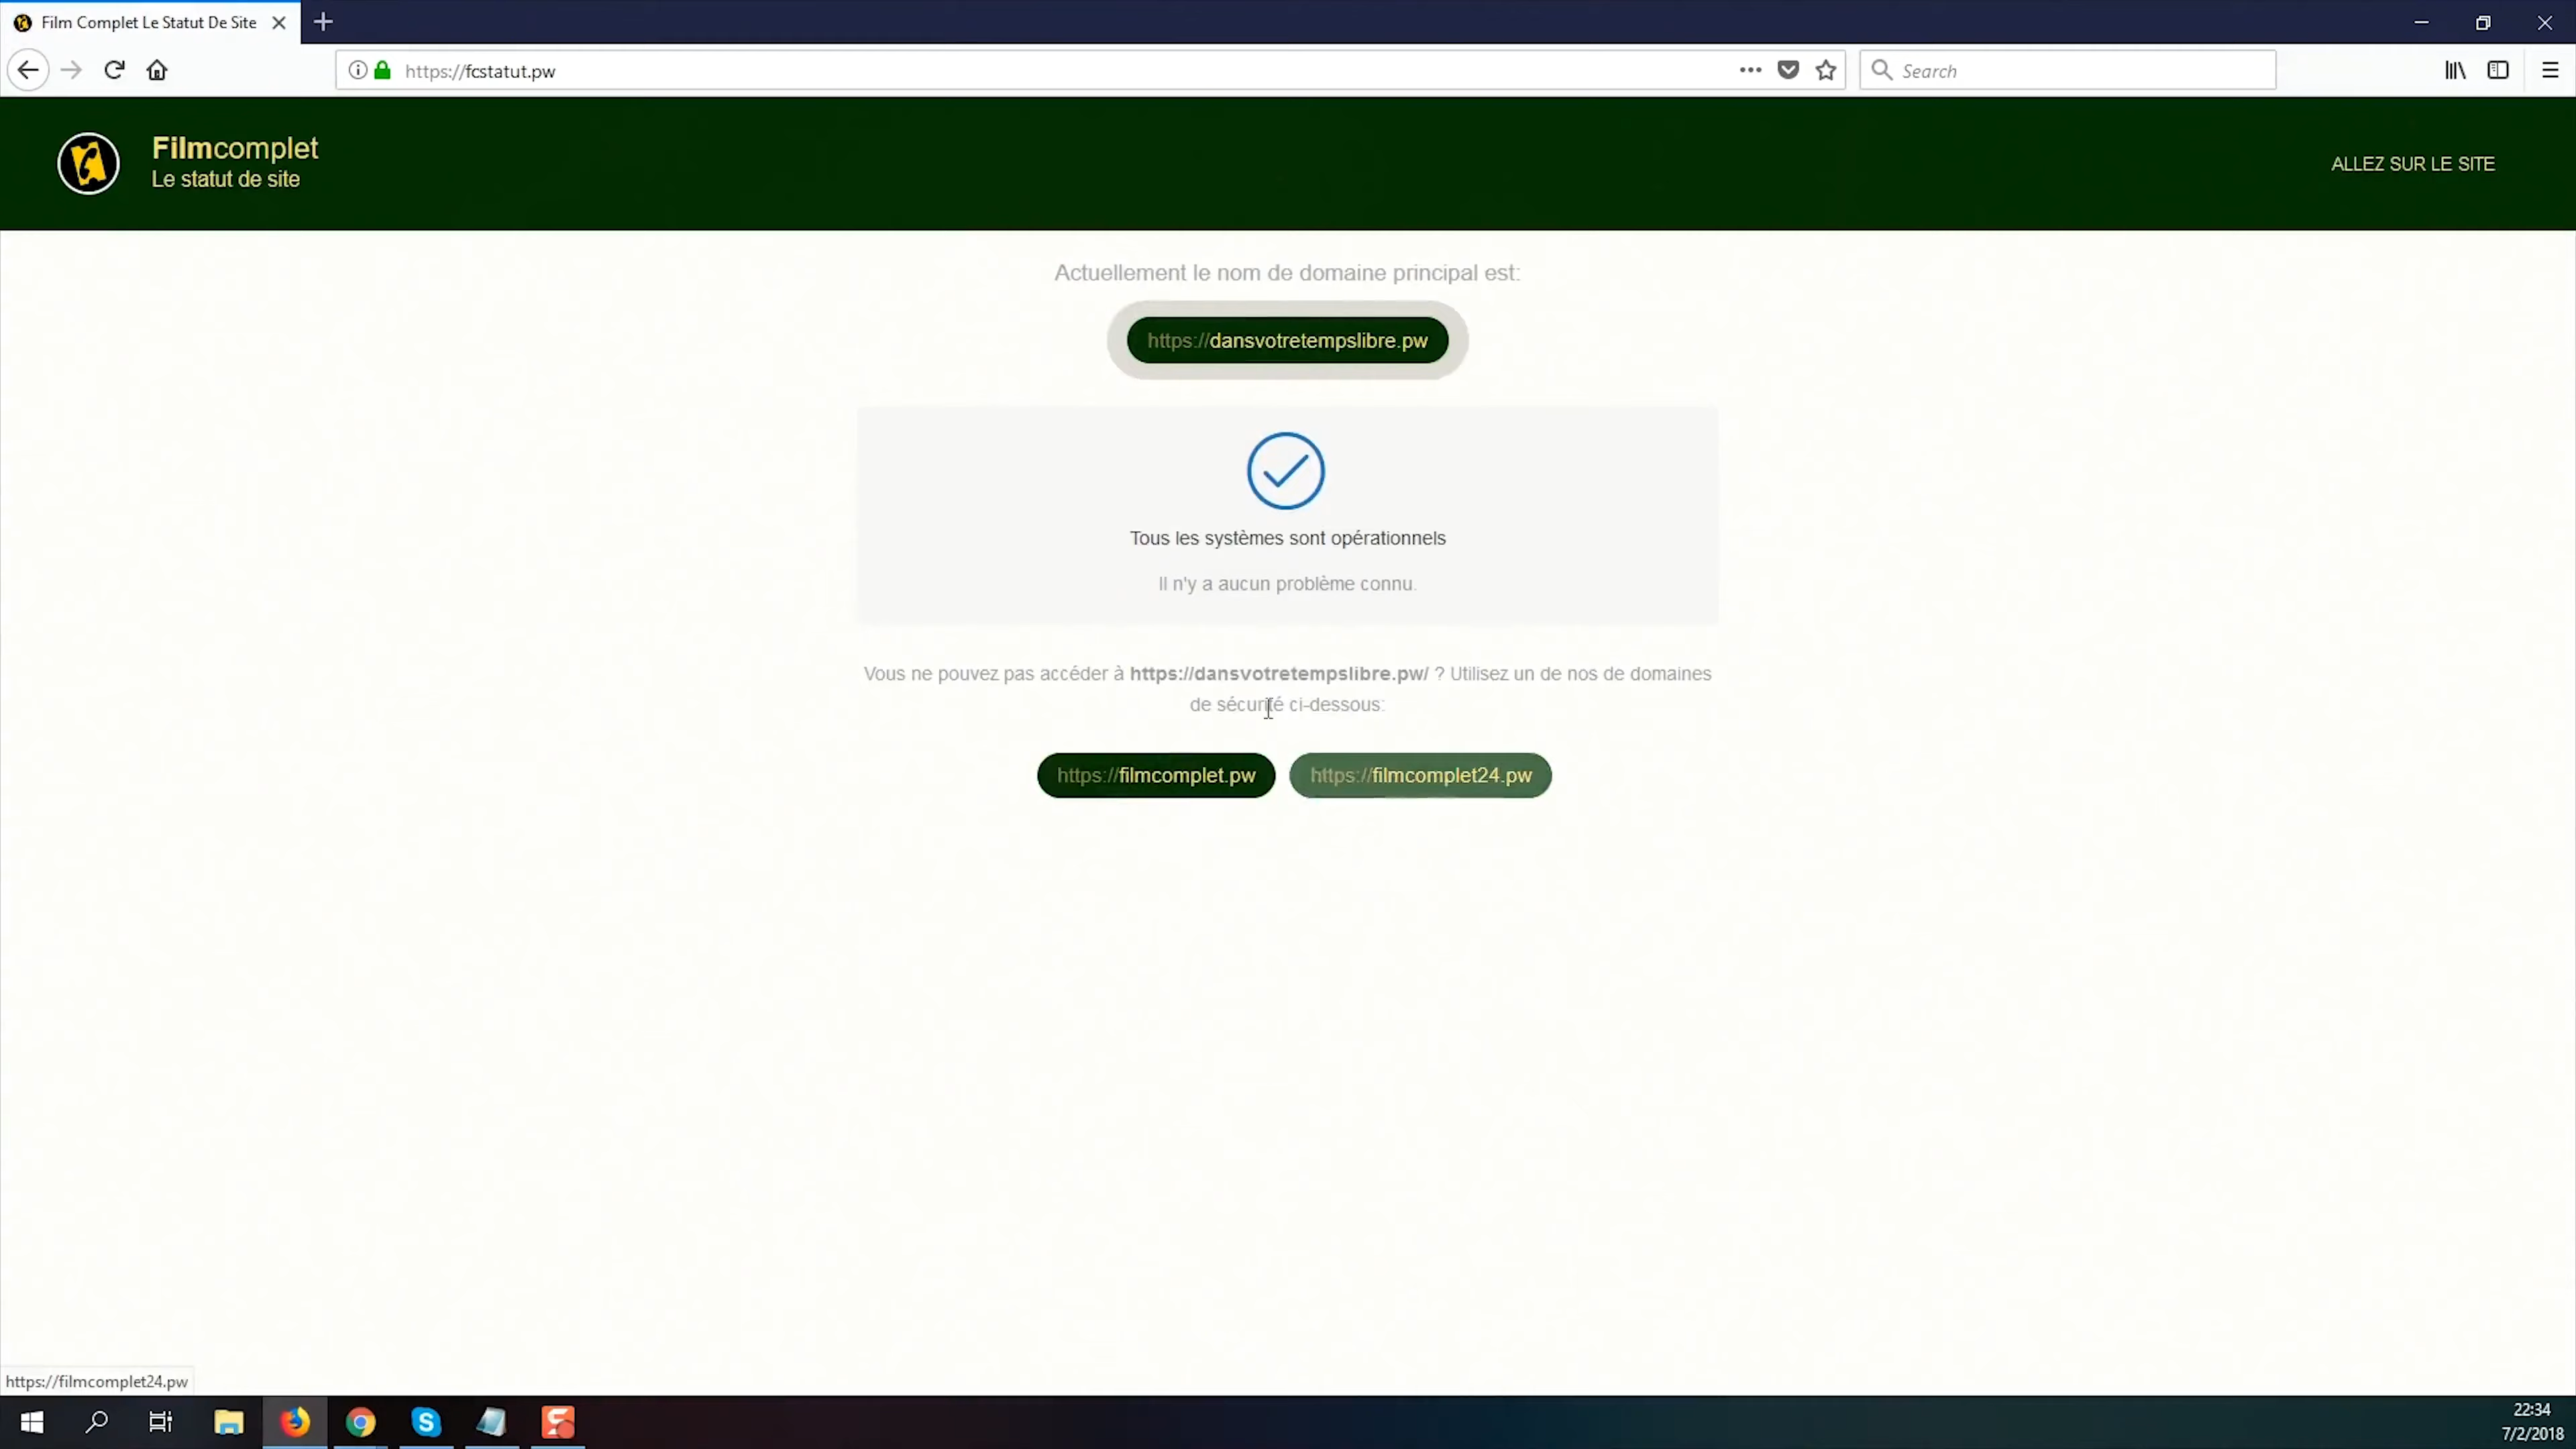 Film Complet Le Statut De Site
https://fcstatut.pw
Search
Filmcomplet
Le statut de site
ALLEZ SUR LE SITE
Actuellement le nom de domaine principal est:
https://dansvotretempslibre.pw
Tous les systèmes sont opérationnels
Il n'y a aucun problème connu.
Vous ne pouvez pas accéder à https://dansvotretempslibre.pw/ ? Utilisez un de nos de domaines
de sécurité ci-dessous:
https://filmcomplet.pw https://filmcomplet24.pw
https://filmcomplet24.pw
22:34
7/2/2018